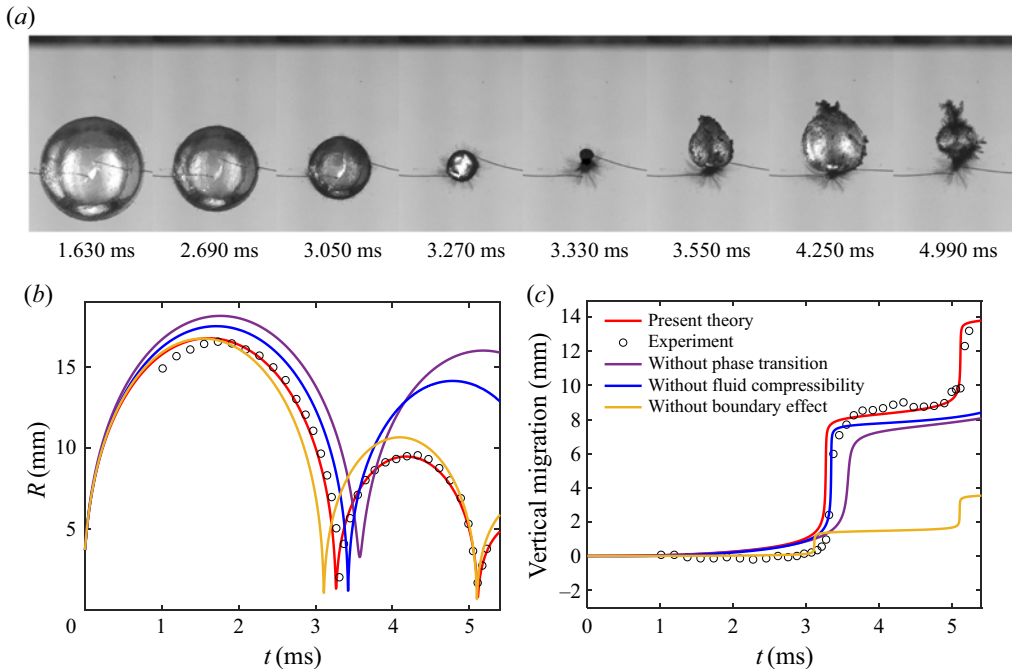 (a)
1.630 ms 2.690 ms 3.050 ms 3.270 ms 3.330 ms 3.550 ms 4.250 ms 4.990 ms
(b)
(c)
15
10
5
R (mm)
0 1 2 3 4 5
t (ms)
14
12
10
8
6
4
2
0
−2
Vertical migration (mm)
Present theory
Experiment
Without phase transition
Without fluid compressibility
Without boundary effect
0 1 2 3 4 5
t (ms)